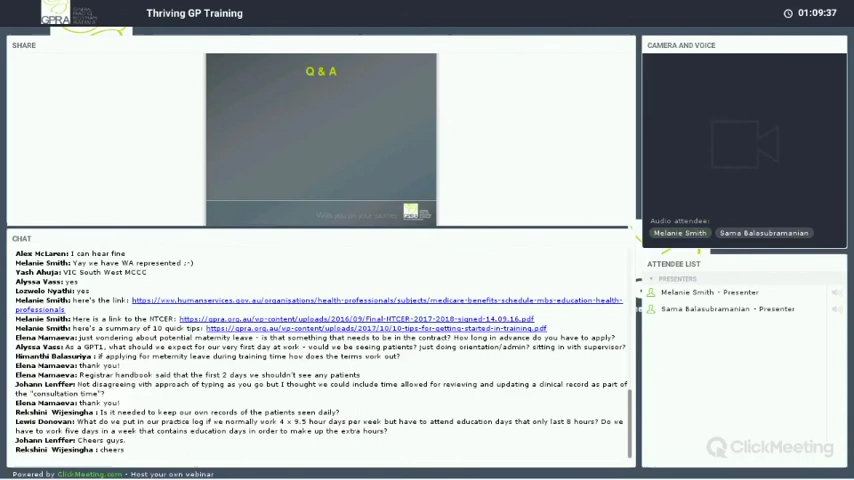 GPRA
GENERAL
PRACTICE
REGISTRARS
AUSTRALIA
Thriving GP Training
01:09:37
SHARE
CAMERA AND VOICE
Q & A
With you on your journey
GPRA
Audio attendee:
Melanie Smith
Sama Balasubramanian
CHAT
Alex McLaren: I can hear fine
Melanie Smith: Yay we have WA represented ;-)
Yash Ahuja: VIC South West MCCC
Alyssa Vass: yes
Lozwelo Nyathi: yes
Melanie Smith: here's the link: https://www.humanservices.gov.au/organisations/health-professionals/subjects/medicare-benefits-schedule-mbs-education-health-
professionals
Melanie Smith: Here is a link to the NTCER: https://gpra.org.au/wp-content/uploads/2016/09/Final-NTCER-2017-2018-signed-14.09.16.pdf
Melanie Smith: here's a summary of 10 quick tips: https://gpra.org.au/wp-content/uploads/2017/10/10-tips-for-getting-started-in-training.pdf
Elena Mamaeva: just wondering about potential maternity leave - is that something that needs to be in the contract? How long in advance do you have to apply?
Alyssa Vass: As a GPT1, what should we expect for our very first day at work - would we be seeing patients? just doing orientation/admin? sitting in with supervisor?
Himanthi Balasuriya : If applying for maternity leave during training time how does the terms work out?
Elena Mamaeva: thank you!
Elena Mamaeva: Registrar handbook said that the first 2 days we shouldn't see any patients
Johann Lenffer: Not disagreeing with approach of typing as you go but I thought we could include time allowed for revieving and updating a clinical record as part of
the "consultation time"?
Elena Mamaeva: thank you!
Rekshini Wijesingha : Is it needed to keep our own records of the patients seen daily?
Lewis Donovan: What do we put in our practice log if we normally work 4 x 9.5 hour days per week but have to attend education days that only last 8 hours? Do we
have to work five days in a week that contains education days in order to make up the extra hours?
Johann Lenffer: Cheers guys.
Rekshini Wijesingha : cheers
ATTENDEE LIST
PRESENTERS
Melanie Smith - Presenter
Sama Balasubramanian - Presenter
ClickMeeting
Powered by ClickMeeting.com - Host your own webinar